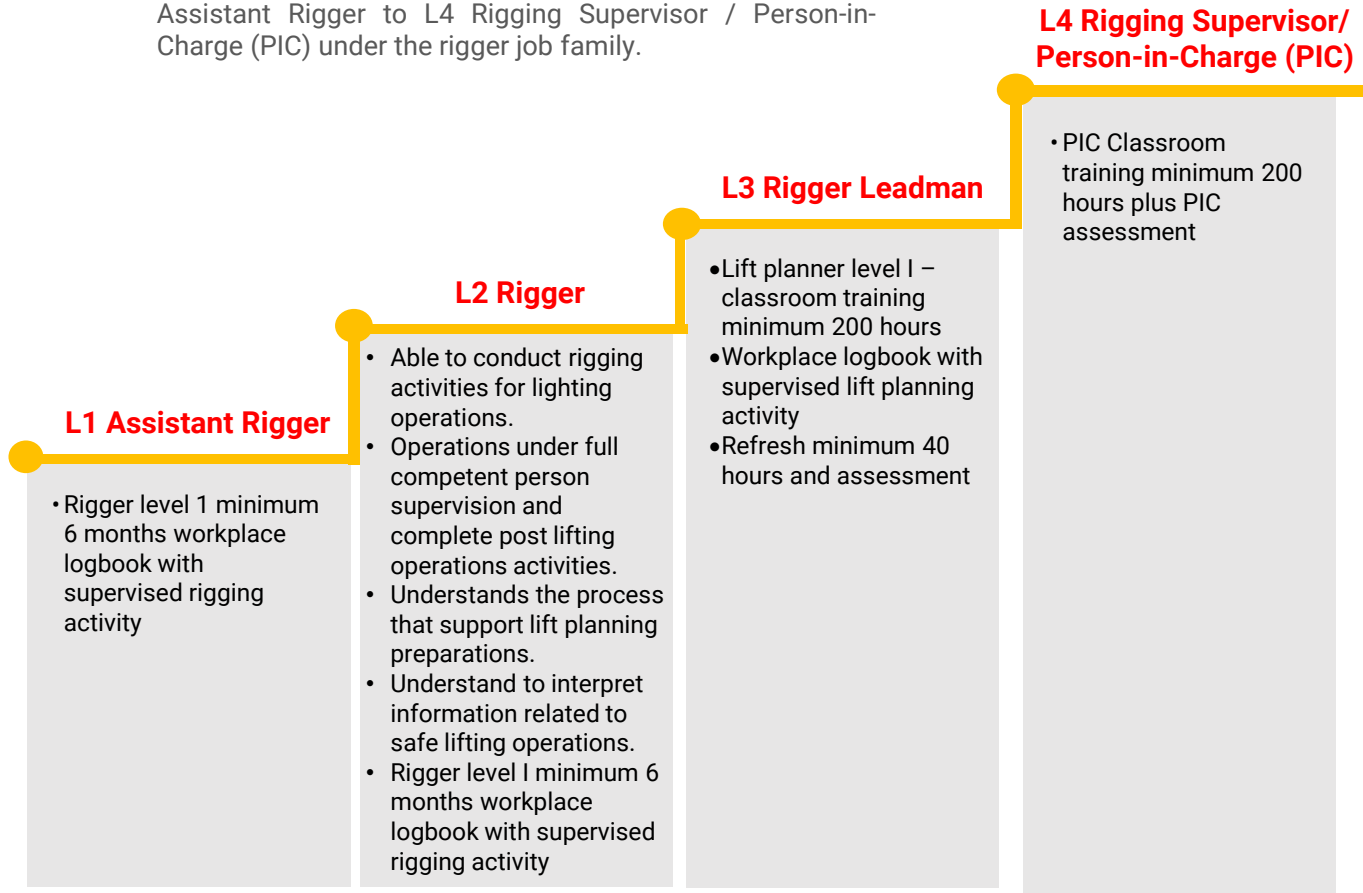 Assistant Rigger to L4 Rigging Supervisor / Person-in-
Charge (PIC) under the rigger job family.
L4 Rigging Supervisor/
Person-in-Charge (PIC)
• PIC Classroom
training minimum 200
hours plus PIC
assessment
L3 Rigger Leadman
•Lift planner level I –
classroom training
minimum 200 hours
•Workplace logbook with
supervised lift planning
activity
•Refresh minimum 40
hours and assessment
L2 Rigger
• Able to conduct rigging
activities for lighting
operations.
• Operations under full
competent person
supervision and
complete post lifting
operations activities.
• Understands the process
that support lift planning
preparations.
• Understand to interpret
information related to
safe lifting operations.
• Rigger level I minimum 6
months workplace
logbook with supervised
rigging activity
L1 Assistant Rigger
• Rigger level 1 minimum
6 months workplace
logbook with
supervised rigging
activity